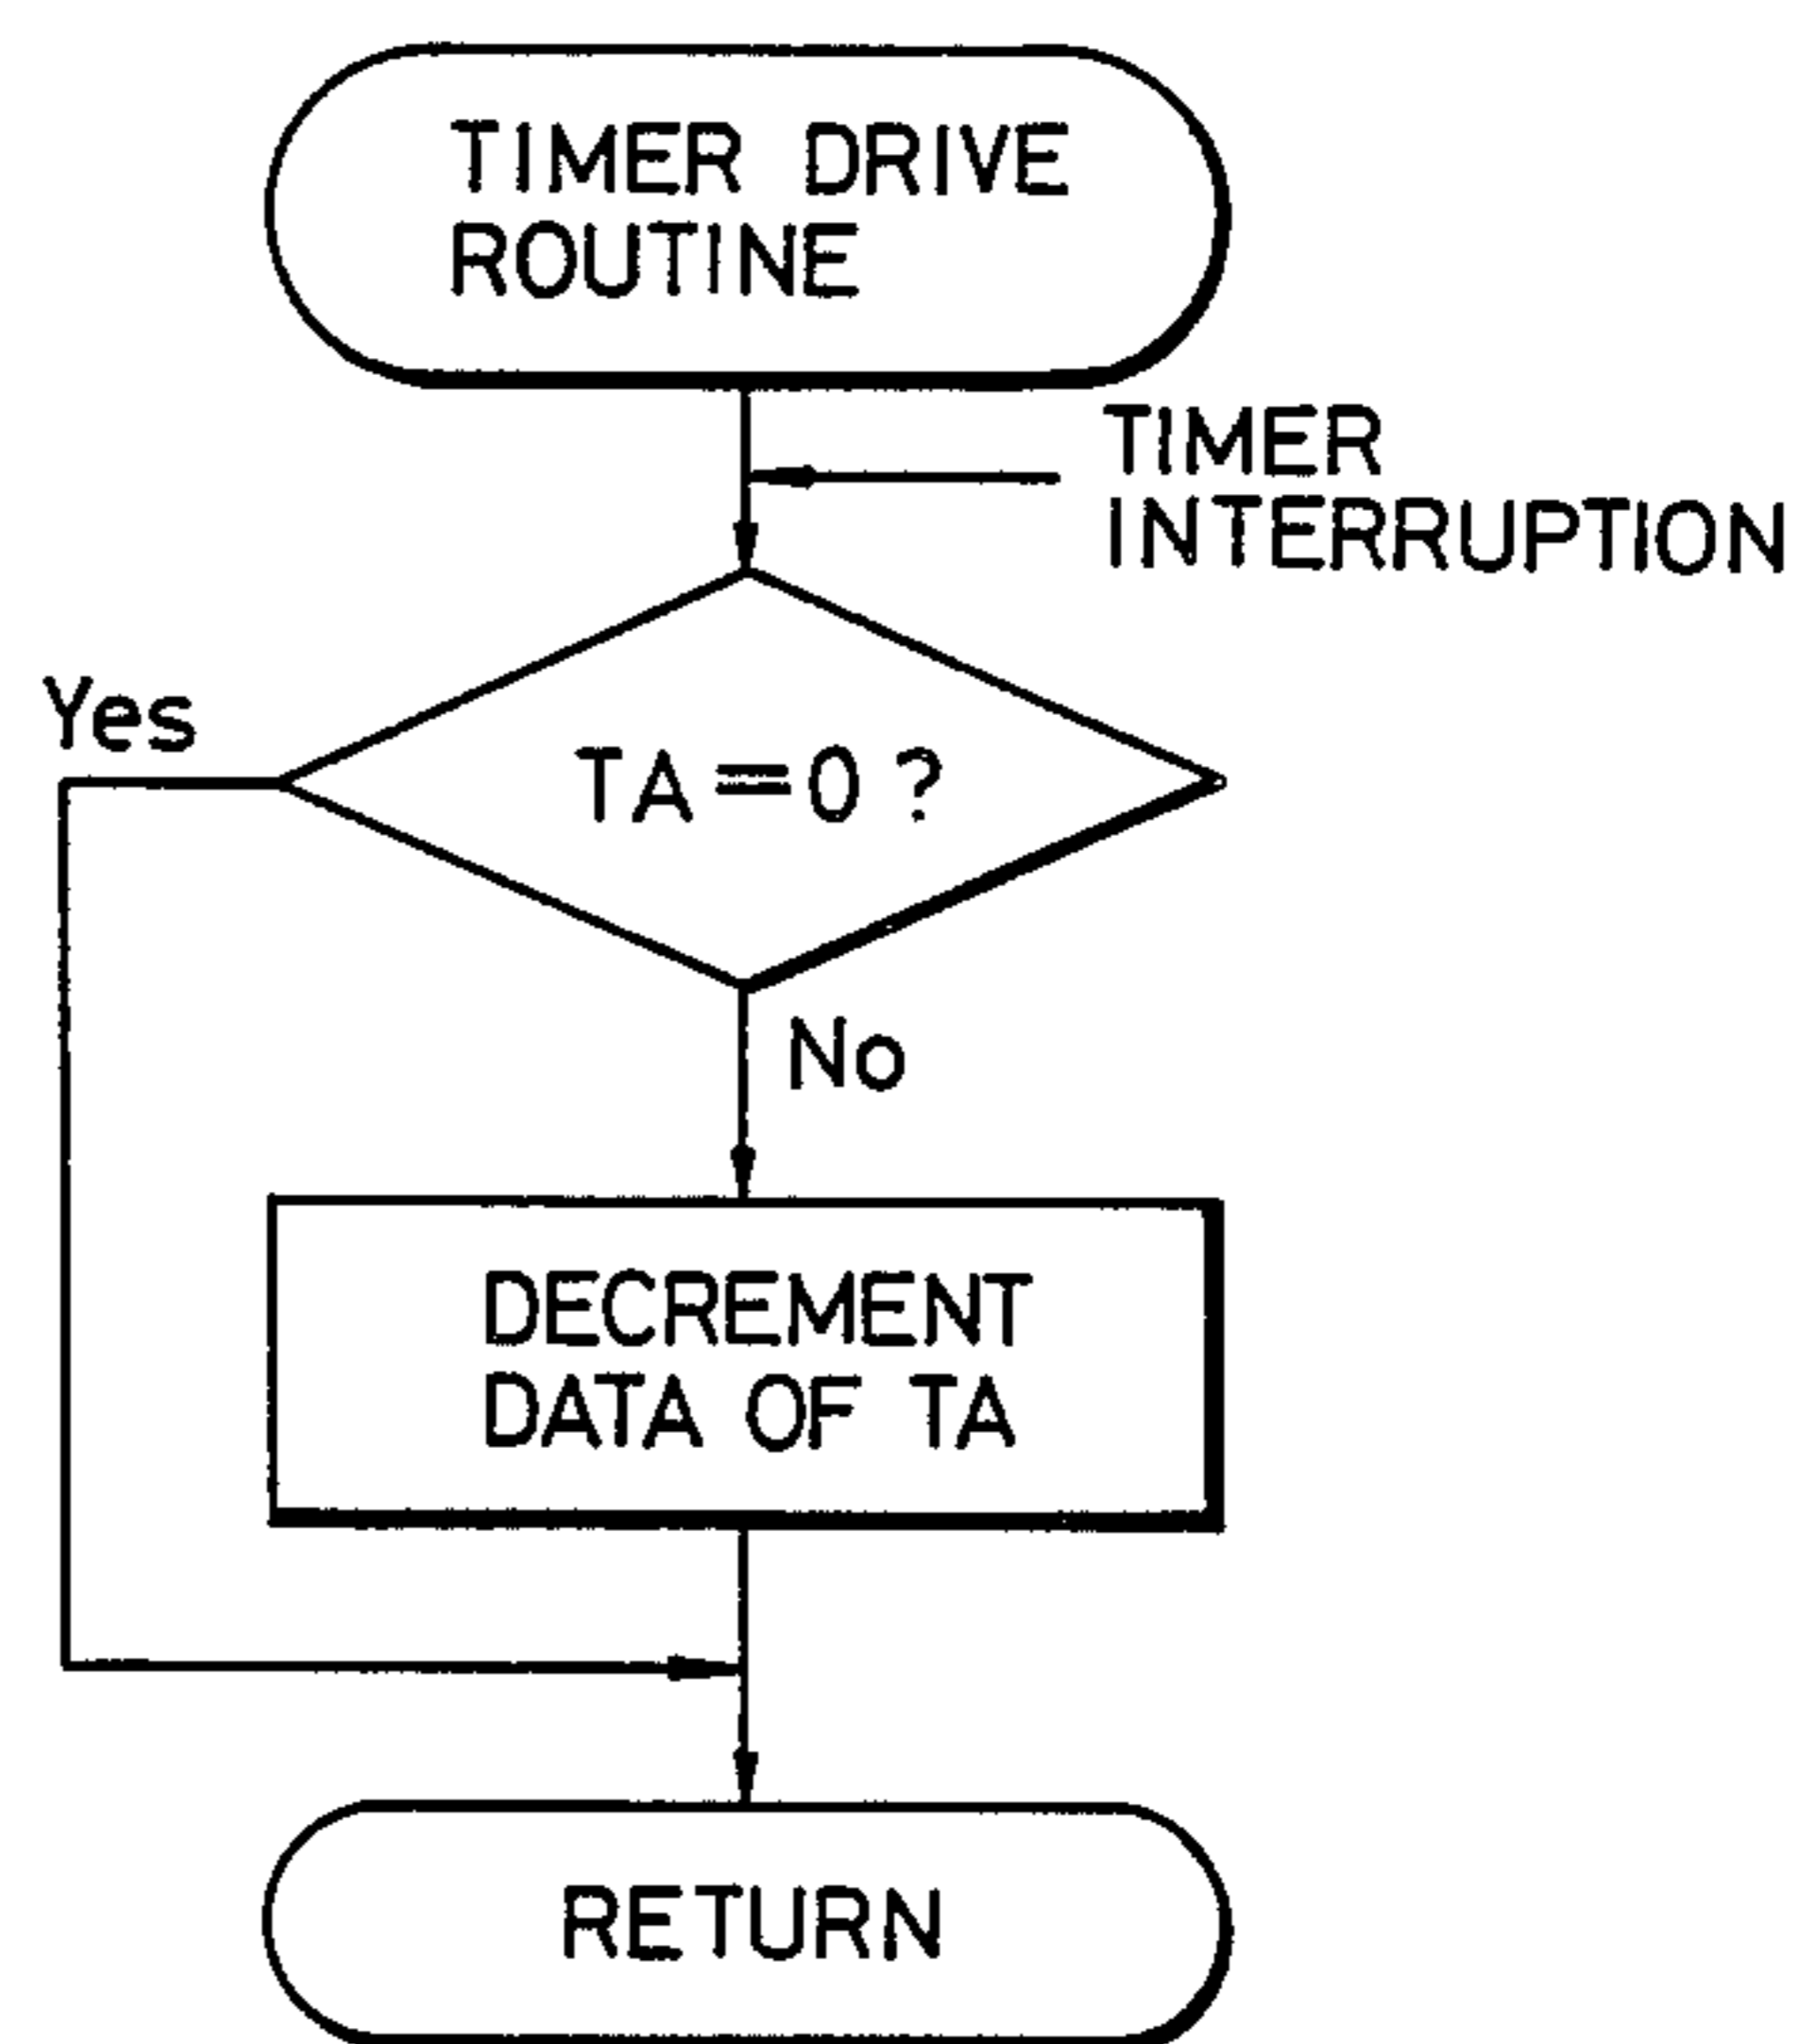 TIMER DRIVE
ROUTINE
TIMER
INTERRUPTION
Yes
TA=0?
No
DECREMENT
DATA OF TA
RETURN